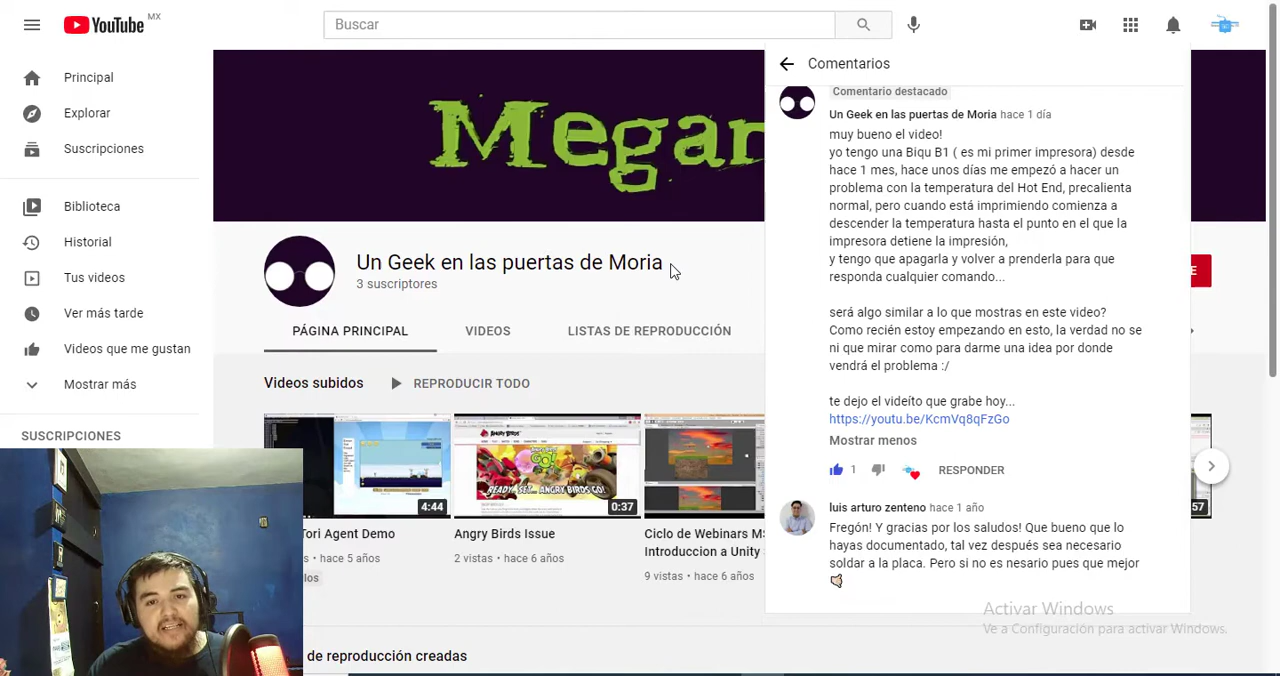 YouTube MX
Buscar
Principal
Explorar
Suscripciones
Biblioteca
Historial
Tus videos
Ver más tarde
Videos que me gustan
Mostrar más
SUSCRIPCIONES
Megar
Un Geek en las puertas de Moria
3 suscriptores
PÁGINA PRINCIPAL
VIDEOS
LISTAS DE REPRODUCCIÓN
Videos subidos
REPRODUCIR TODO
4:44
0:37
:57
ANGRY BIRDS
READY, SET... ANGRY BIRDS GO!
Tori Agent Demo
• hace 5 años
los
Angry Birds Issue
2 vistas • hace 6 años
Ciclo de Webinars MS
Introduccion a Unity
9 vistas • hace 6 años
de reproducción creadas
Comentarios
Comentario destacado
Un Geek en las puertas de Moria hace 1 día
muy bueno el video!
yo tengo una Biqu B1 ( es mi primer impresora) desde
hace 1 mes, hace unos días me empezó a hacer un
problema con la temperatura del Hot End, precalienta
normal, pero cuando está imprimiendo comienza a
descender la temperatura hasta el punto en el que la
impresora detiene la impresión,
y tengo que apagarla y volver a prenderla para que
responda cualquier comando...
será algo similar a lo que mostras en este video?
Como recién estoy empezando en esto, la verdad no se
ni que mirar como para darme una idea por donde
vendrá el problema :/
te dejo el videíto que grabe hoy...
https://youtu.be/KcmVq8qFzGo
Mostrar menos
1
RESPONDER
luis arturo zenteno hace 1 año
Fregón! Y gracias por los saludos! Que bueno que lo
hayas documentado, tal vez después sea necesario
soldar a la placa. Pero si no es nesario pues que mejor
E
Activar Windows
Ve a Configuración para activar Windows.